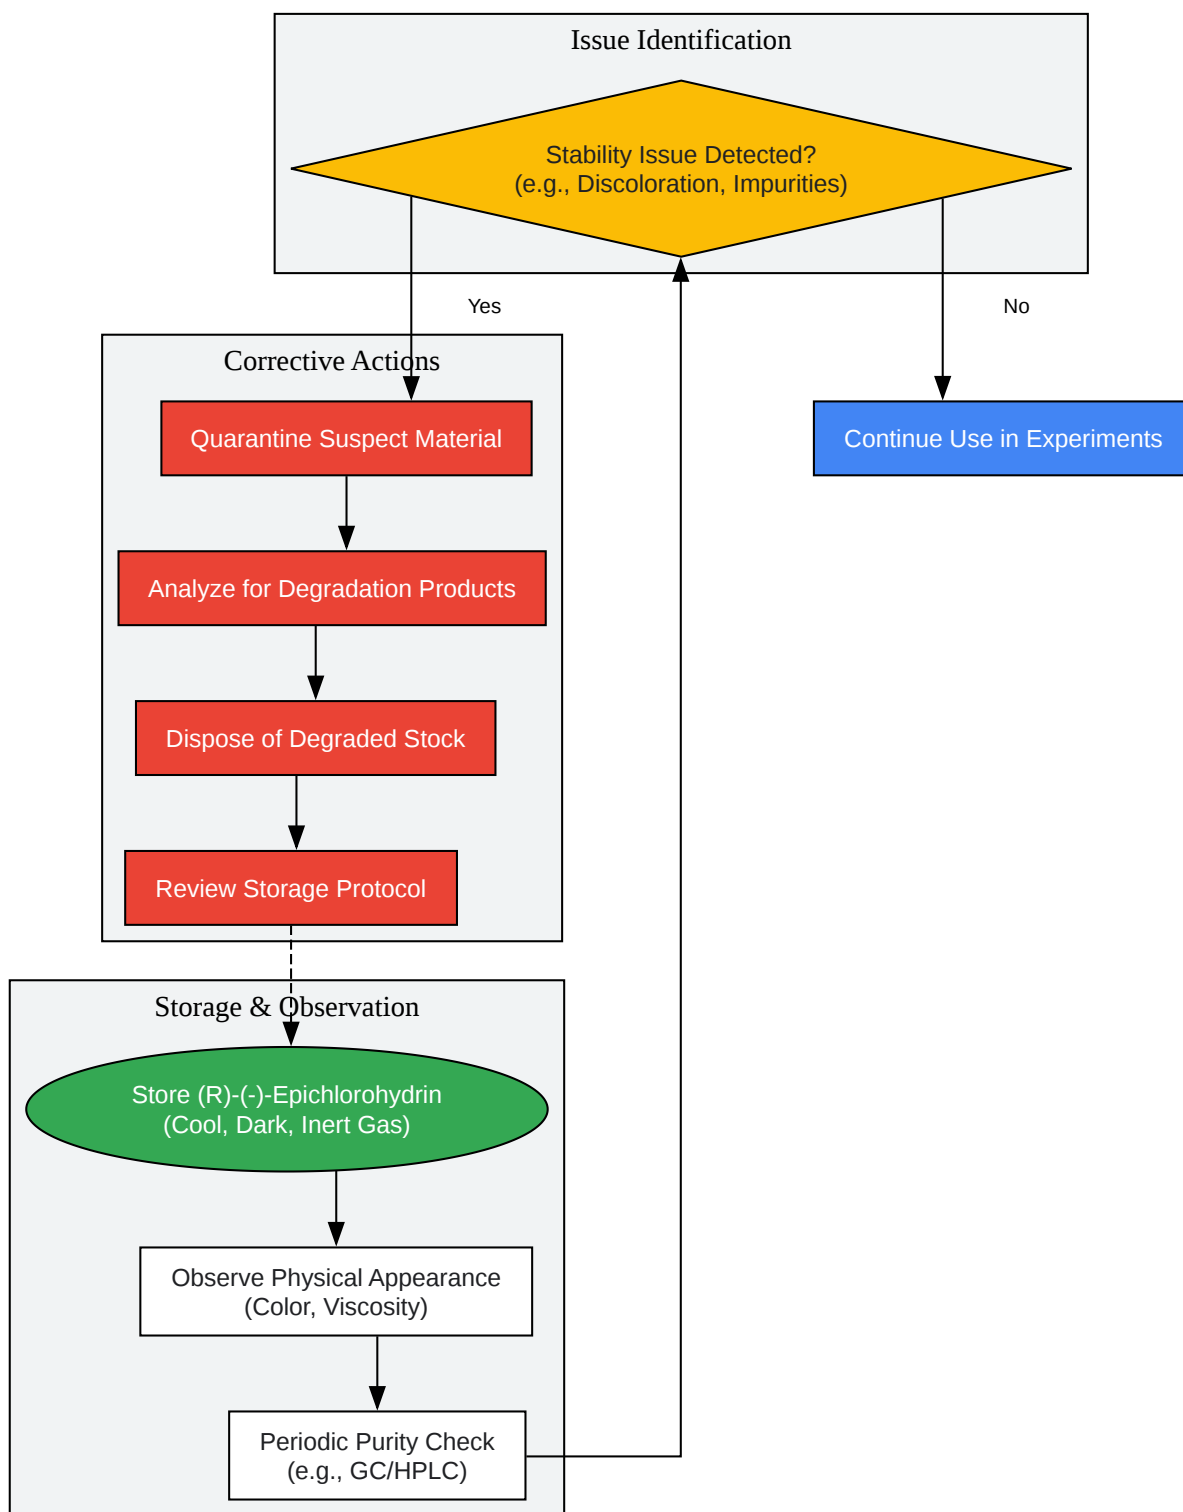 Issue Identification
Stability Issue Detected?
(e.g., Discoloration, Impurities)
Yes
No
Corrective Actions
Quarantine Suspect Material
Continue Use in Experiments
Analyze for Degradation Products
Dispose of Degraded Stock
Review Storage Protocol
Storage & Observation
Store (R)-(-)-Epichlorohydrin
(Cool, Dark, Inert Gas)
Observe Physical Appearance
(Color, Viscosity)
Periodic Purity Check
(e.g., GC/HPLC)